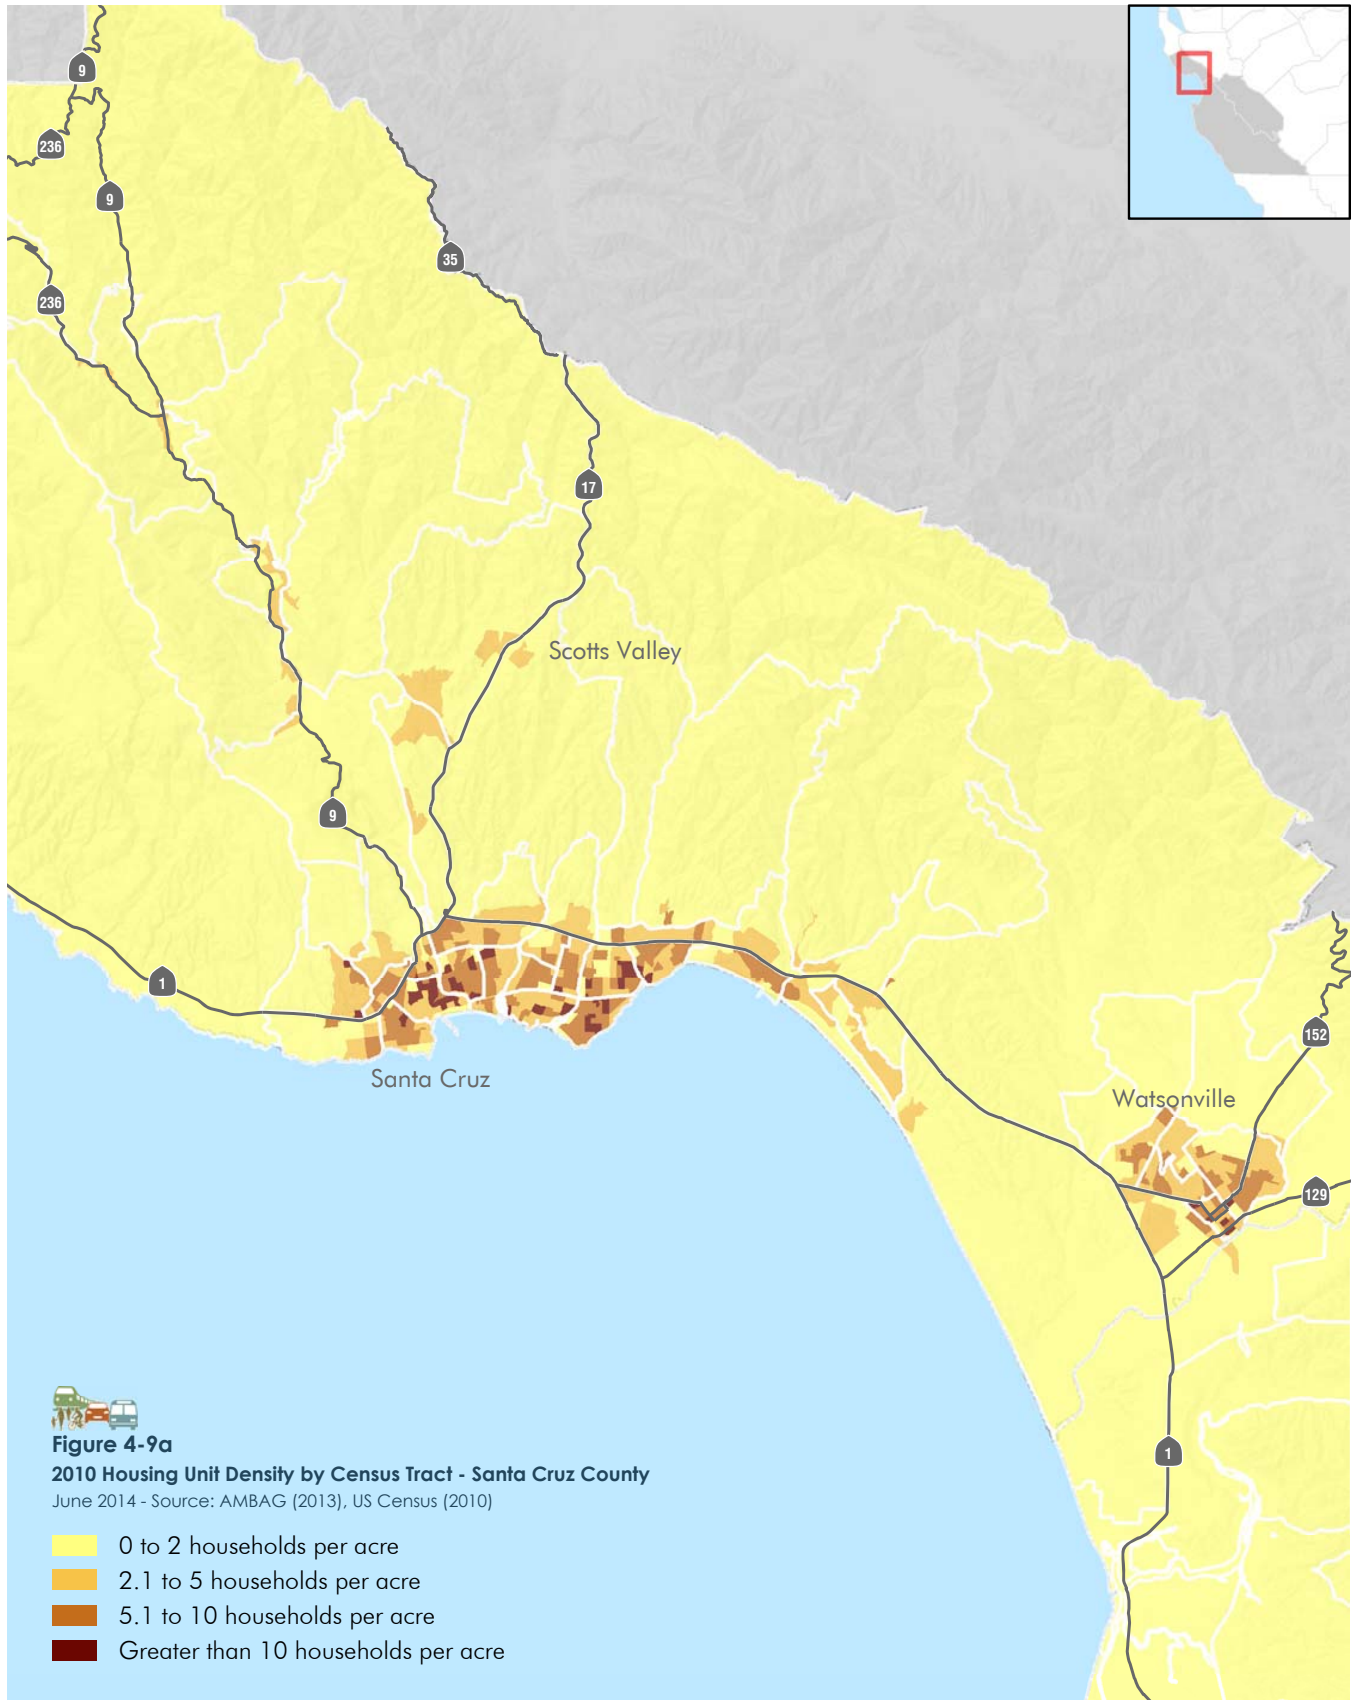 9
236
9
35
236
17
Scotts Valley
9
1
152
Santa Cruz
Watsonville
129
1
Figure 4-9a
2010 Housing Unit Density by Census Tract - Santa Cruz County
June 2014 - Source: AMBAG (2013), US Census (2010)
0 to 2 households per acre
2.1 to 5 households per acre
5.1 to 10 households per acre
Greater than 10 households per acre